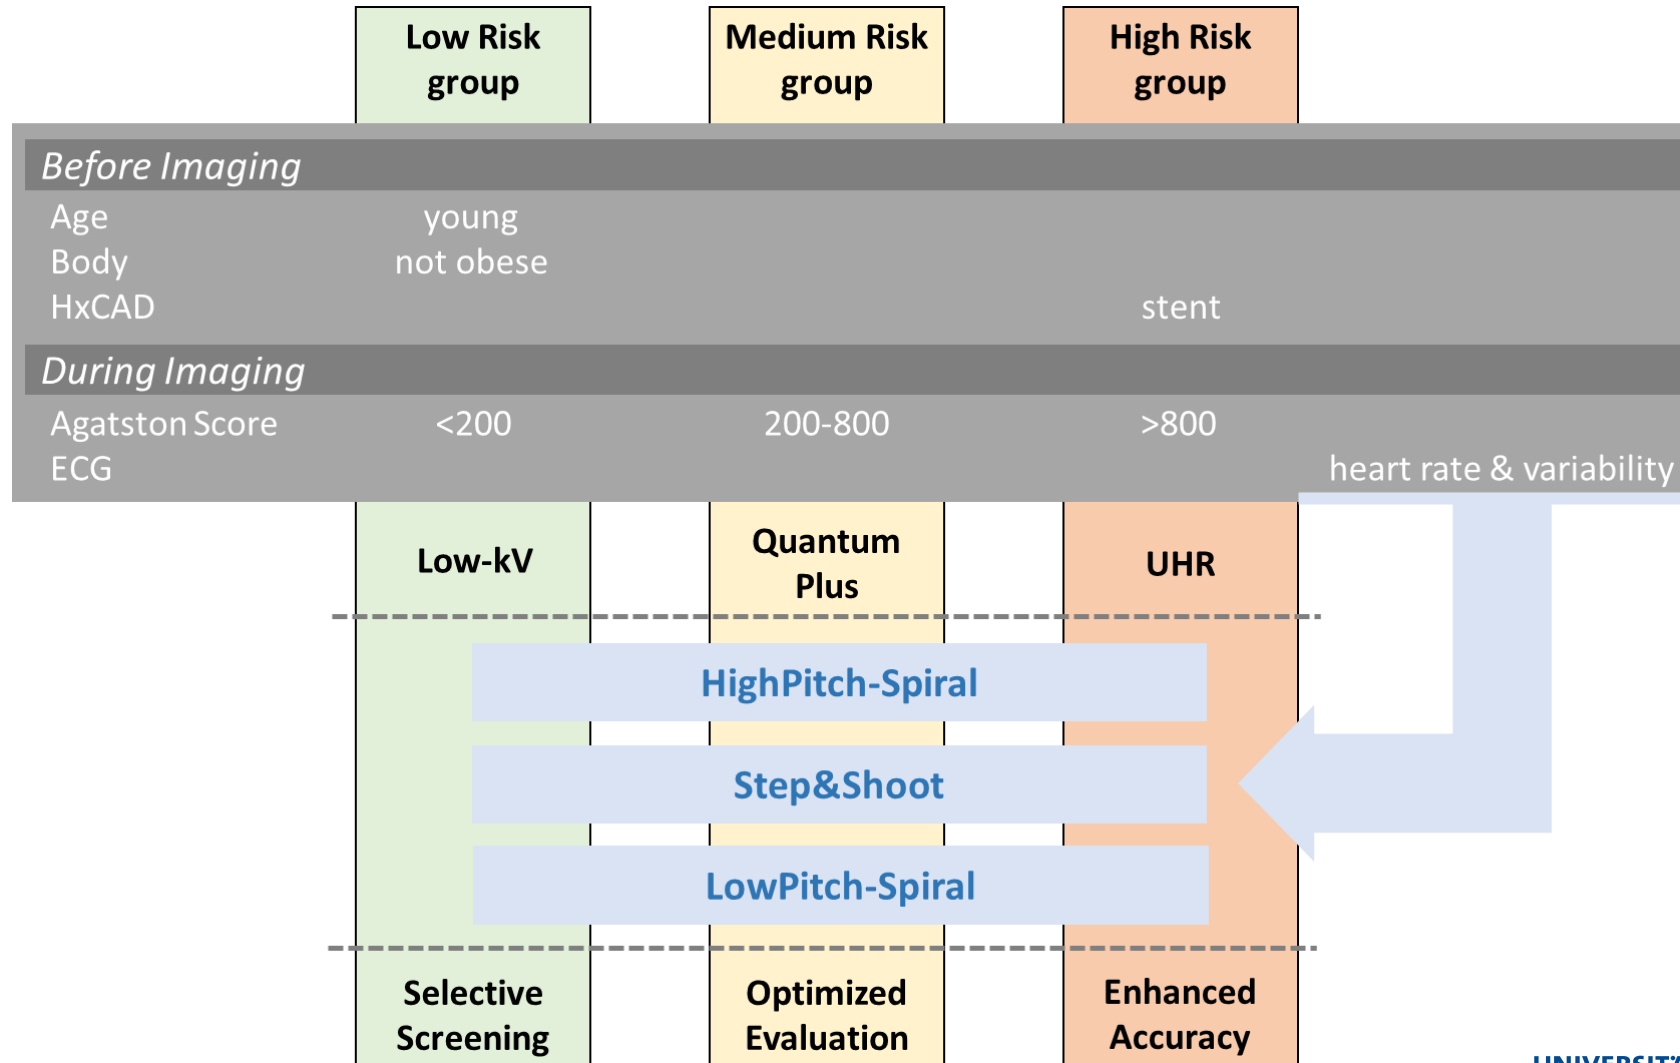 Low Risk group
Medium Risk group
High Risk group
Before Imaging
Age young
Body not obese
HxCAD stent
During Imaging
Agatston Score <200 200-800 >800
ECG heart rate & variability
Low-kV
Quantum Plus
UHR
HighPitch-Spiral
Step&Shoot
LowPitch-Spiral
Selective Screening
Optimized Evaluation
Enhanced Accuracy